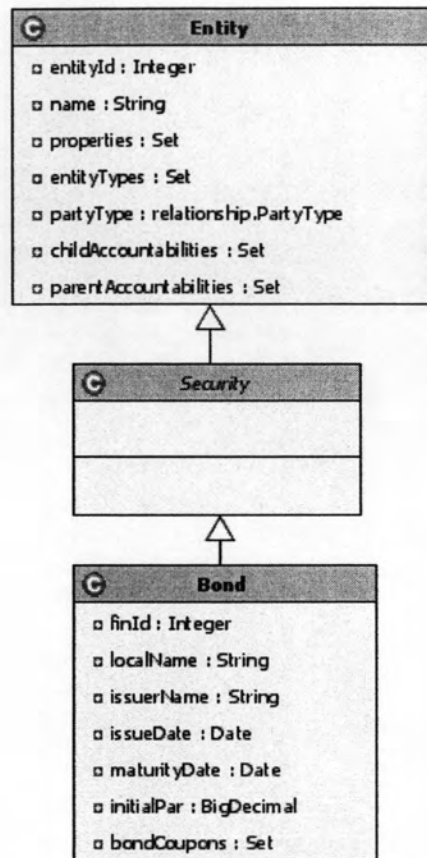 C Entity
entityId : Integer
name : String
properties : Set
entityTypes : Set
partyType : relationship.PartyType
childAccountabilities : Set
parentAccountabilities : Set
C Security
C Bond
finId : Integer
localName : String
issuerName : String
issueDate : Date
maturityDate : Date
initialPar : BigDecimal
bondCoupons : Set